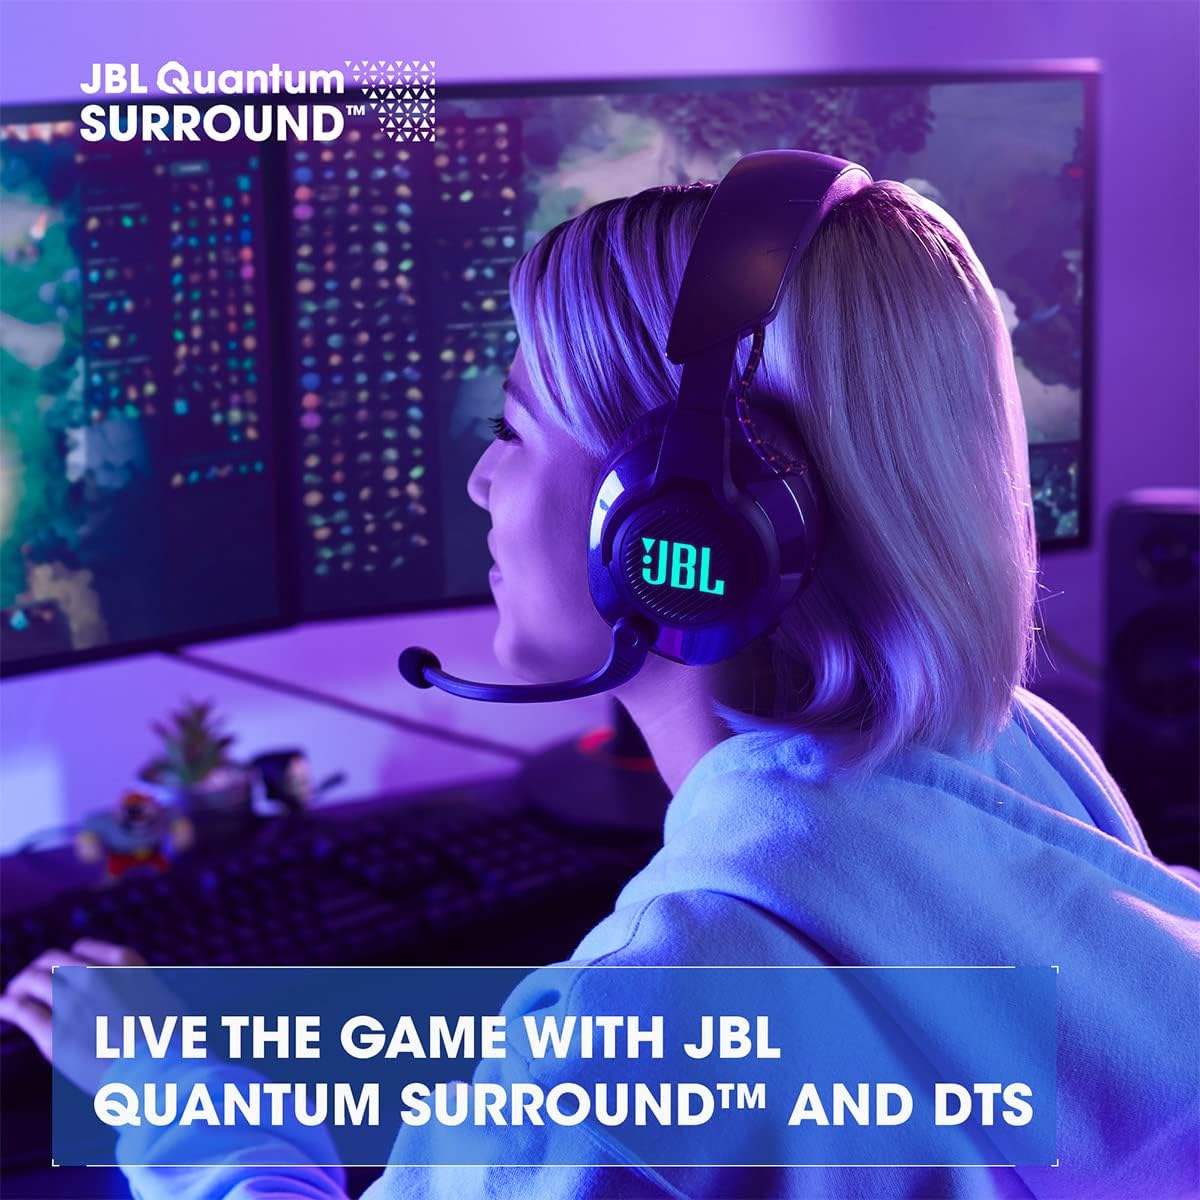 JBL Quantum
SURROUND™
JBL
LIVE THE GAME WITH JBL
QUANTUM SURROUND™ AND DTS